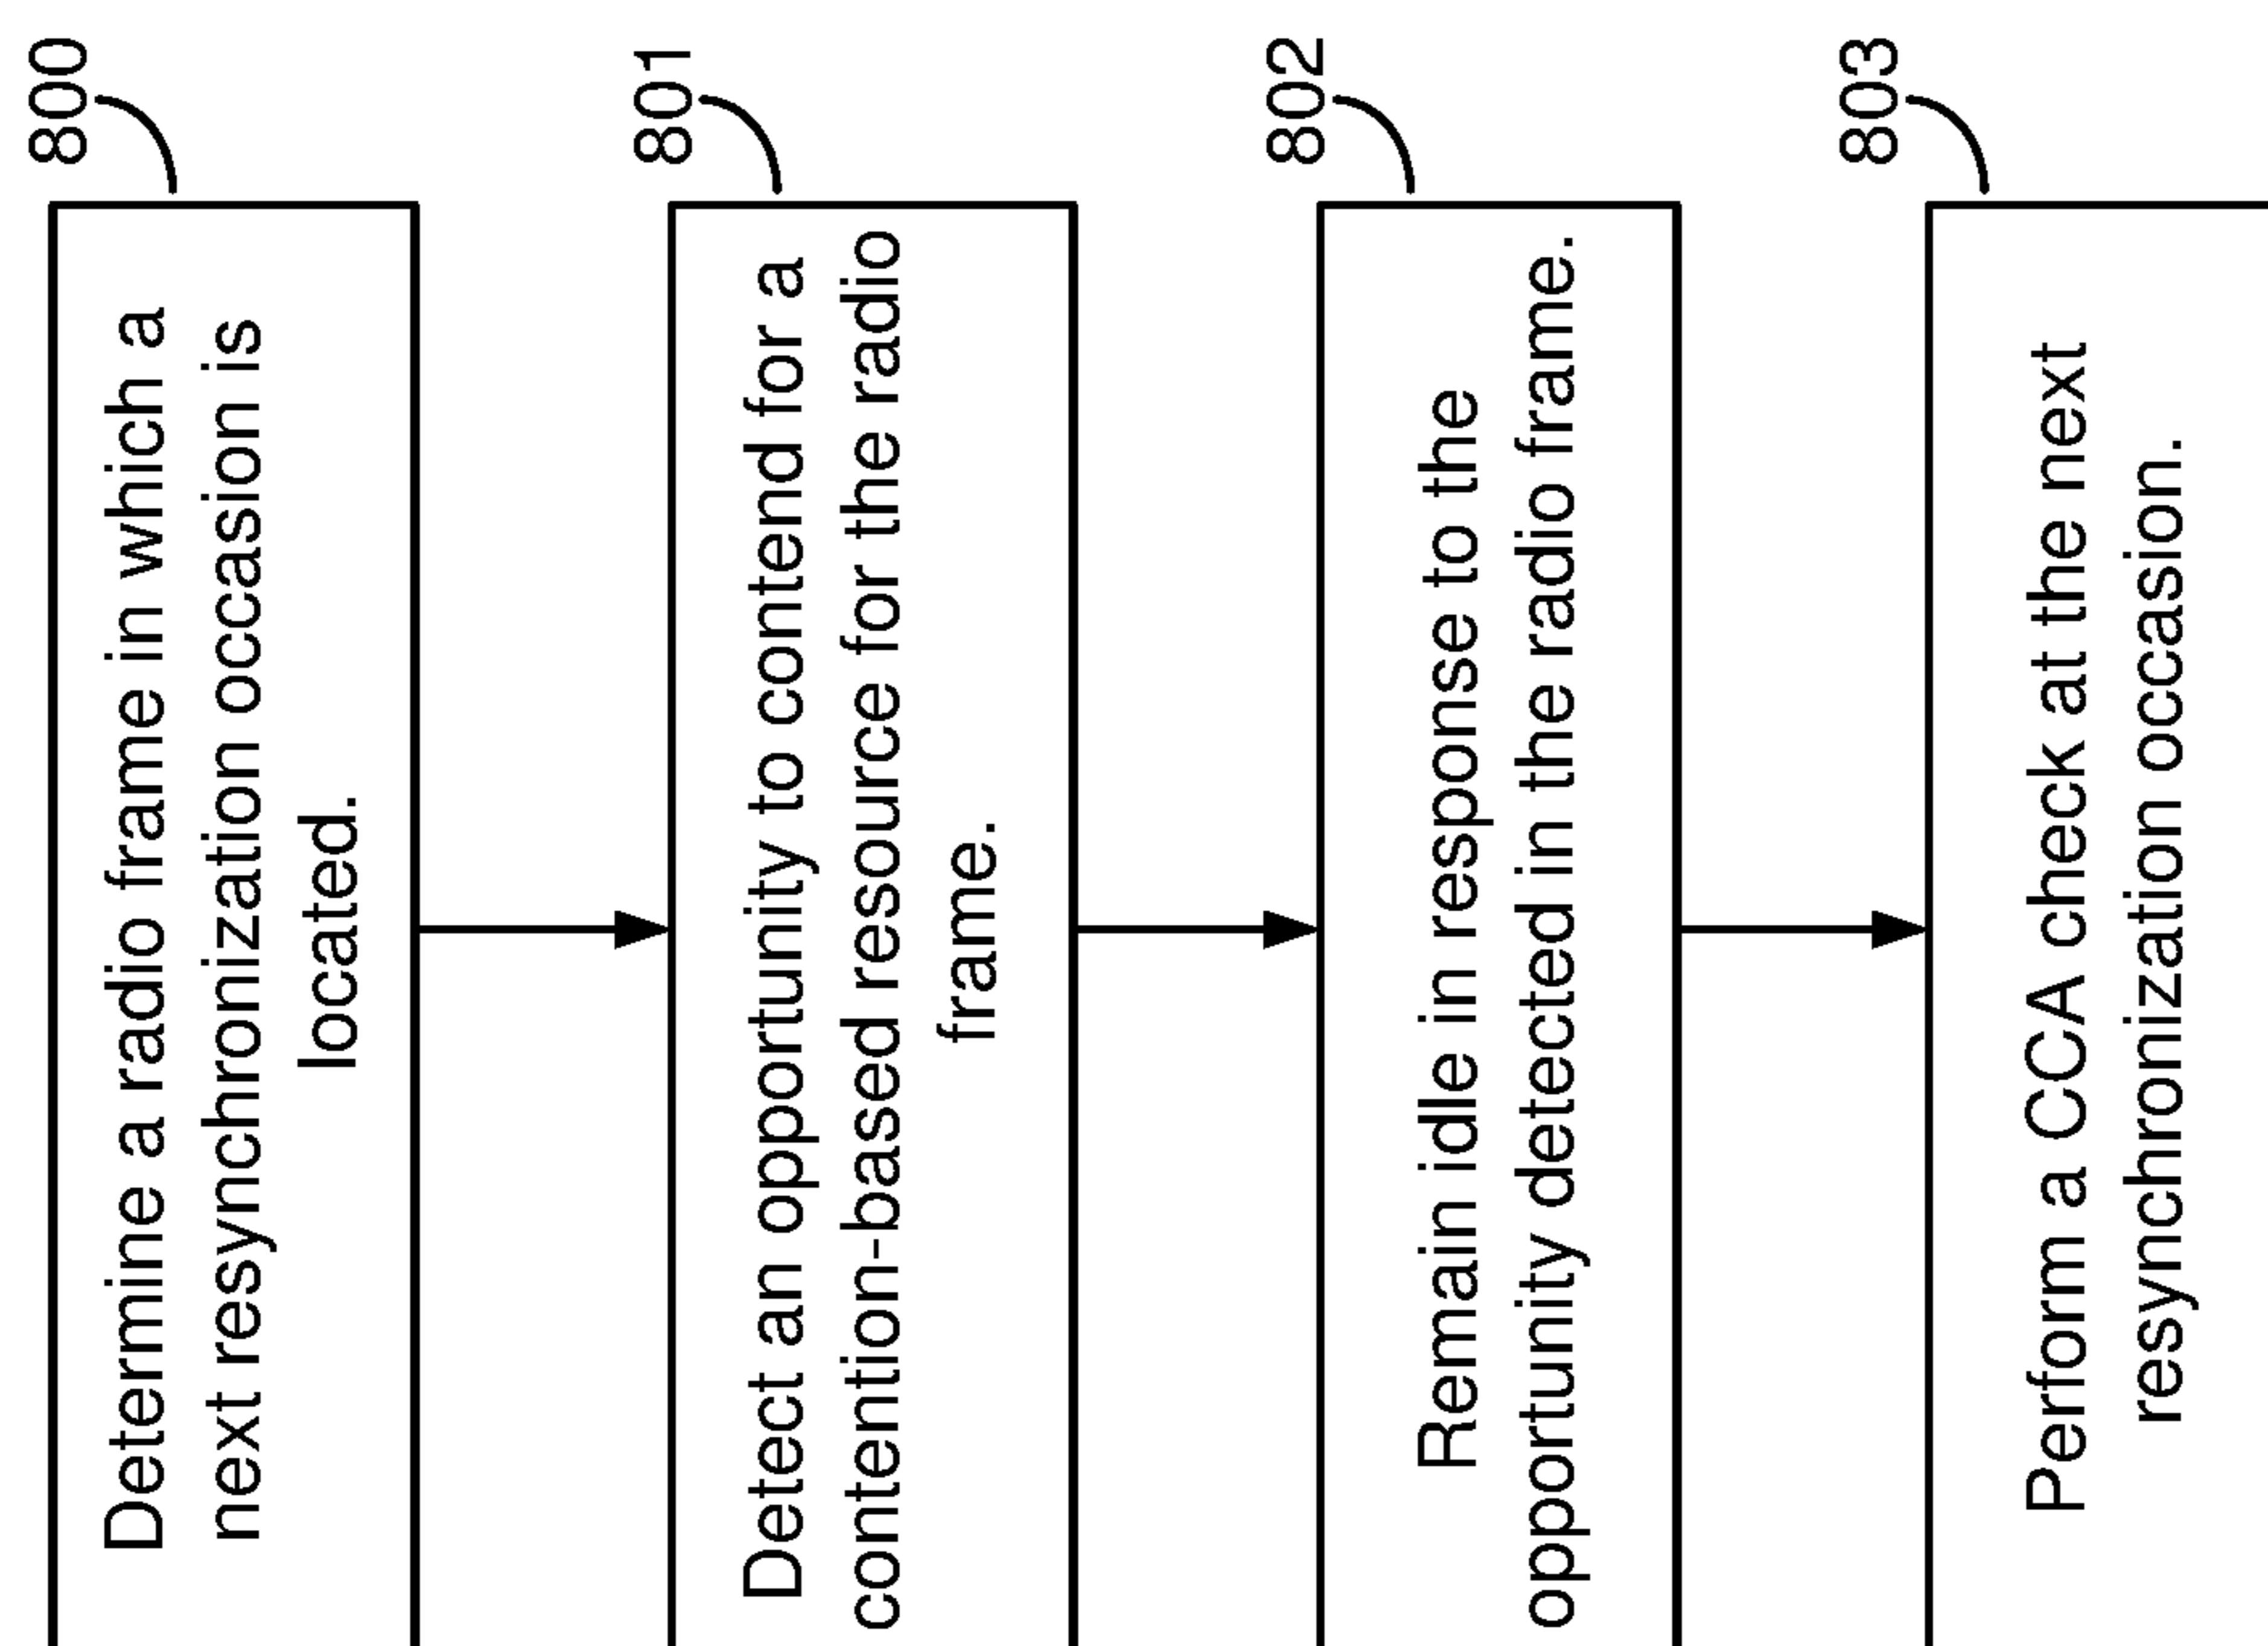 800
Determine a radio frame in which a
next resynchronization occasion is
located.
801
Detect an opportunity to contend for a
contention-based resource for the radio
frame.
802
Remain idle in response to the
opportunity detected in the radio frame.
803
Perform a CCA check at the next
resynchronization occasion.